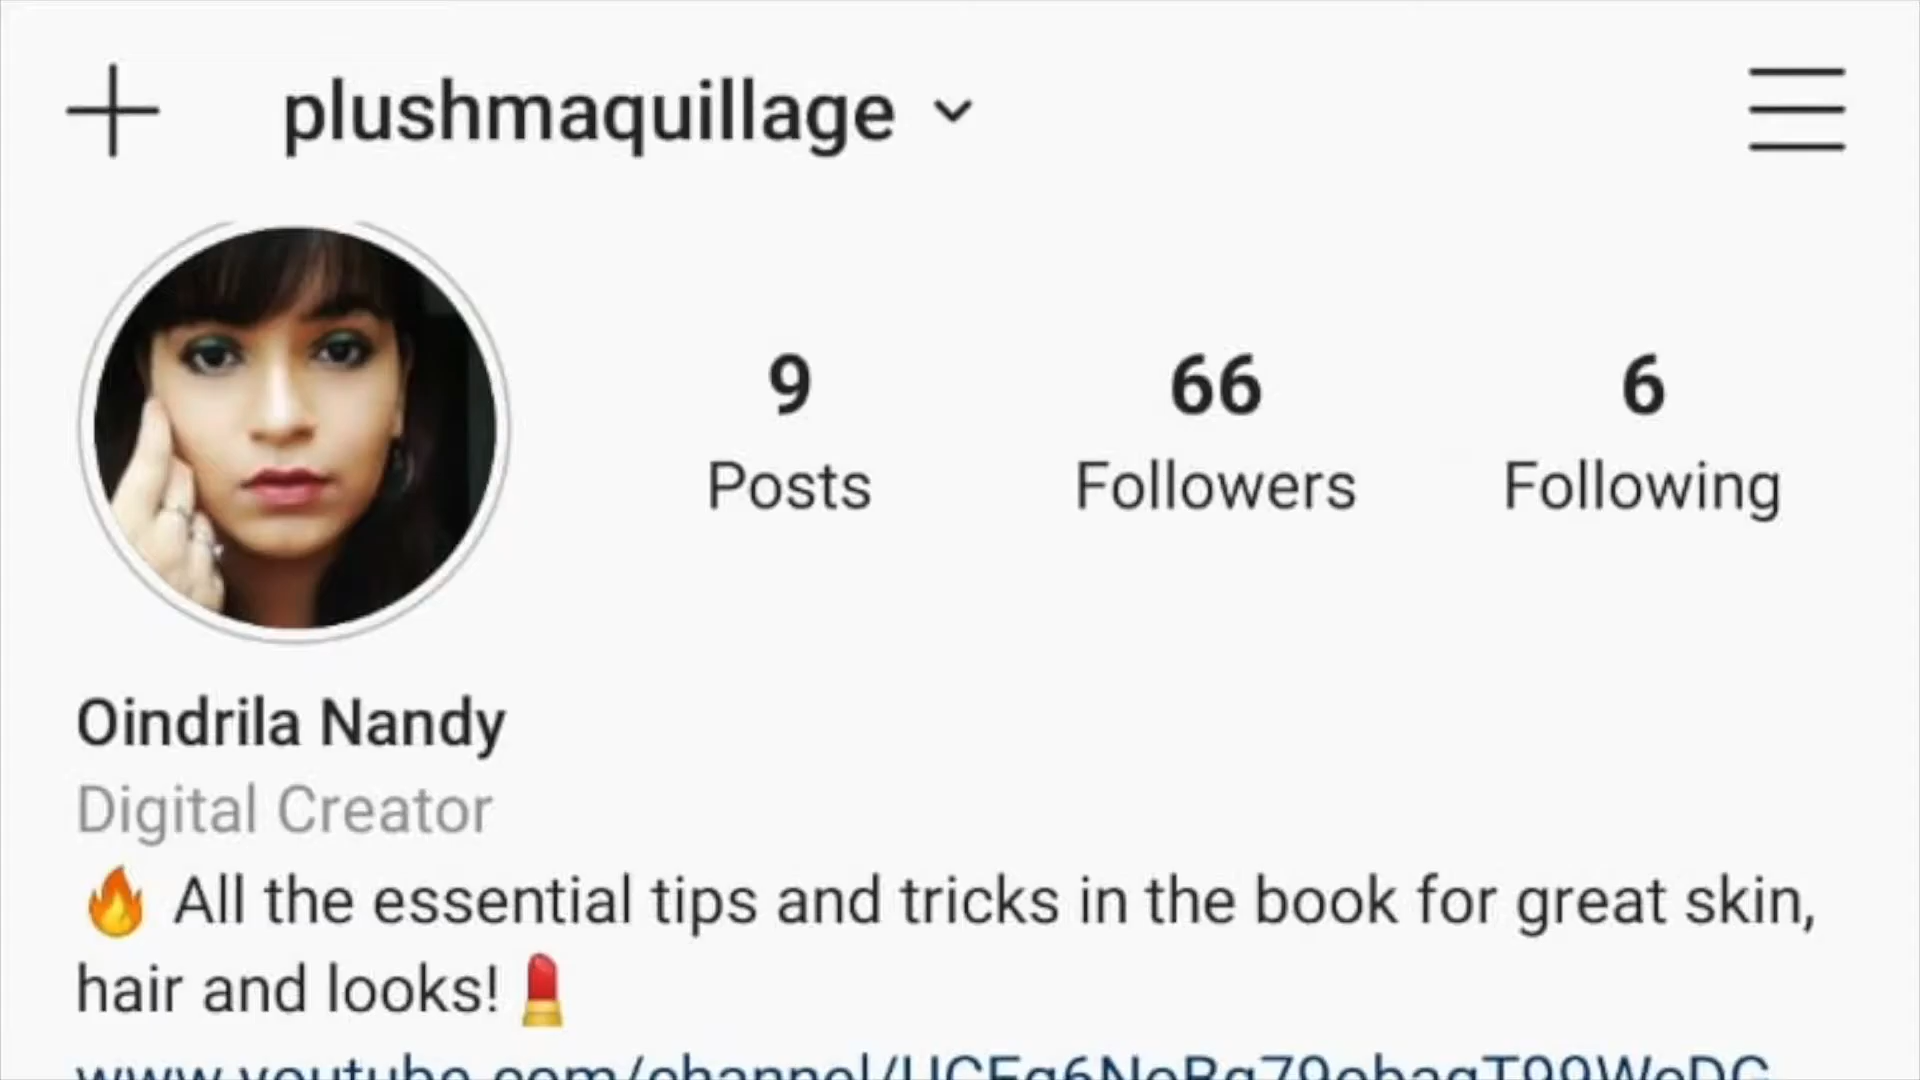 plushmaquillage
9 66 6
Posts Followers Following
Oindrila Nandy
Digital Creator
🔥 All the essential tips and tricks in the book for great skin,
hair and looks! 💄